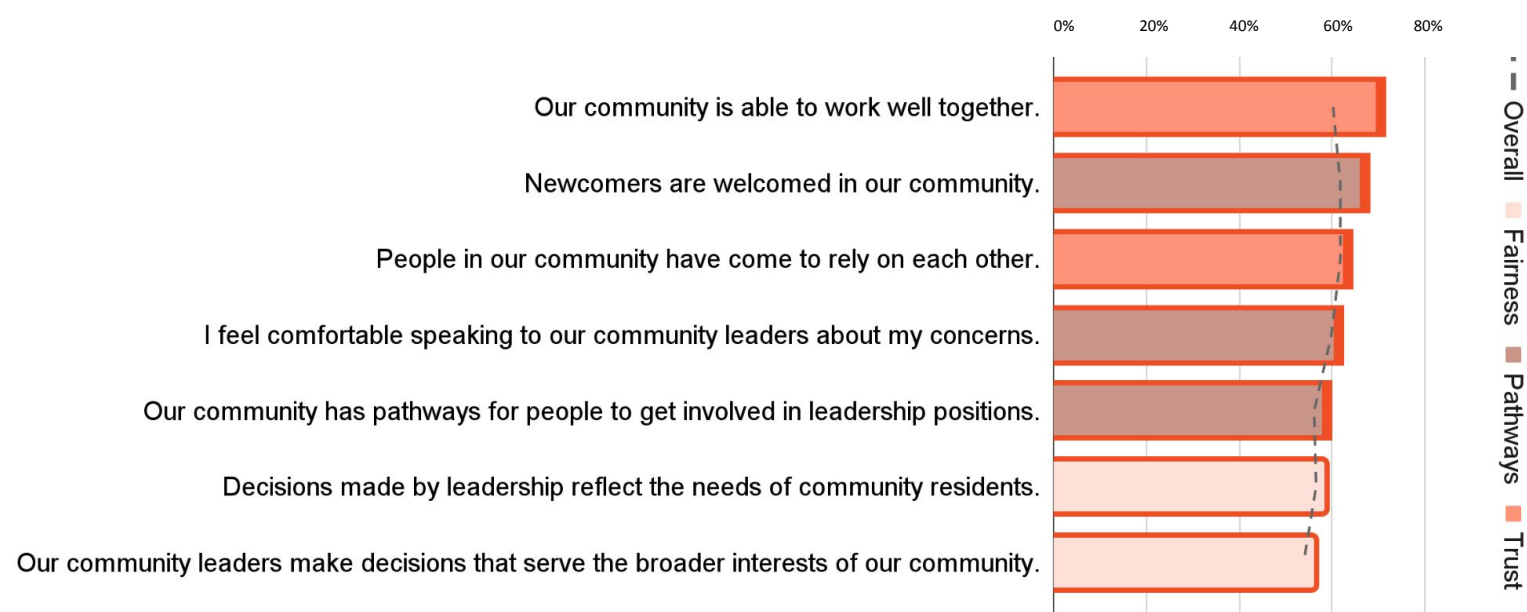 0% 20% 40% 60% 80%
Our community is able to work well together.
Newcomers are welcomed in our community.
People in our community have come to rely on each other.
I feel comfortable speaking to our community leaders about my concerns.
Our community has pathways for people to get involved in leadership positions.
Decisions made by leadership reflect the needs of community residents.
Our community leaders make decisions that serve the broader interests of our community.
Overall Fairness Pathways Trust